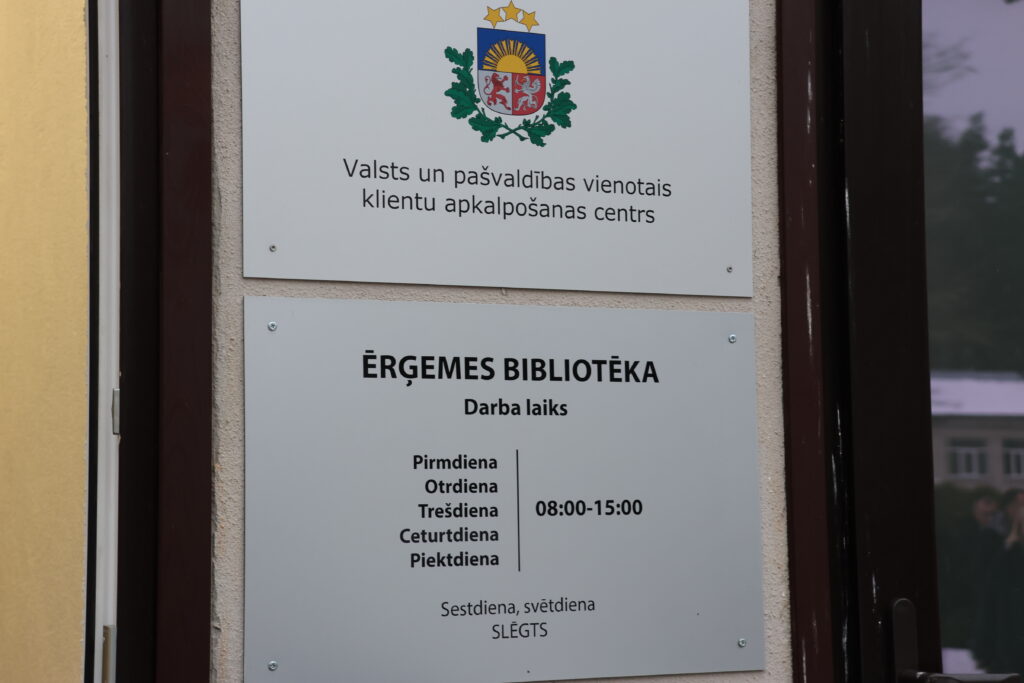 Valsts un pašvaldības vienotais
klientu apkalpošanas centrs
ĒRĢEMES BIBLIOTĒKA
Darba laiks
Pirmdiena
Otrdiena
Trešdiena
08:00-15:00
Ceturtdiena
Piektdiena
Sestdiena, svētdiena
SLĒGTS